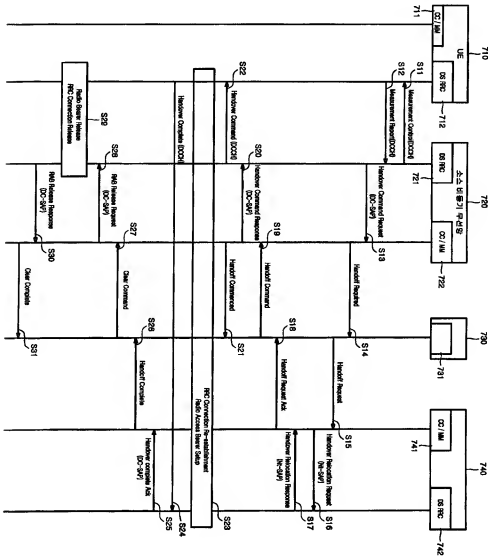 710
UE
711
CC / MM
DS RRC
712
720
소스 비동기 무선망
DS RRC
721
CC / MM
722
730
731
740
CC / MM
741
DS RRC
742
S11
Measurement Control(DCCH)
S12
Measurement Report(DCCH)
Handover Command Request
(DC-SAP)
S13
Handoff Required
S14
Handoff Request
S15
Handover Relocation Request
(Nt-SAP)
S16
Handover Relocation Response
(Nt-SAP)
S17
S18
Handoff Request Ack
S19
Handoff Command
S20
Handover Command Response
(DC-SAP)
Handoff Commenced
S21
S22
Handover Command (DCCH)
RRC Connection Re-establishment
Radio Access Bearer Setup
S23
Handover Complete (DCCH)
S24
Handover complete Ack
(DC-SAP)
S25
S26
Handoff Complete
S27
Clear Command
S28
RAB Release Request
(DC-SAP)
Radio Bearer Release
RRC Connection Release
S29
RAB Release Response
(DC-SAP)
S30
Clear Complete
S31